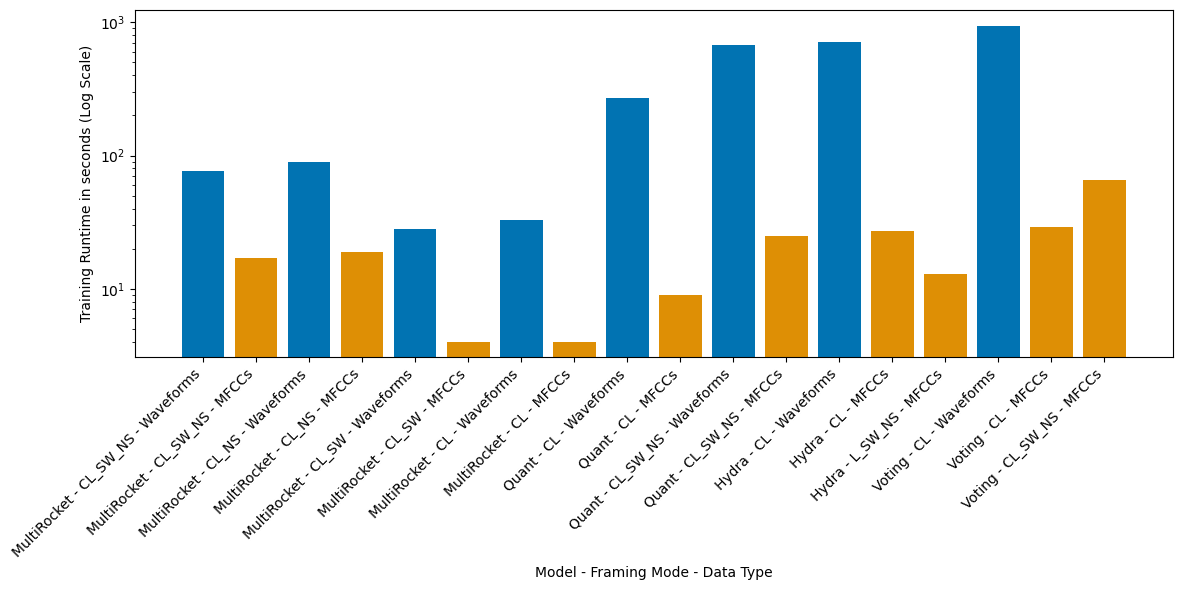 Training Runtime in seconds (Log Scale)
10³
10²
10¹
MultiRocket - CL_SW_NS - Waveforms
MultiRocket - CL_SW_NS - MFCCs
MultiRocket - CL_NS - Waveforms
MultiRocket - CL_NS - MFCCs
MultiRocket - CL_SW - Waveforms
MultiRocket - CL_SW - MFCCs
MultiRocket - CL - Waveforms
MultiRocket - CL - MFCCs
Quant - CL - Waveforms
Quant - CL - MFCCs
Quant - CL_SW_NS - Waveforms
Quant - CL_SW_NS - MFCCs
Hydra - CL - Waveforms
Hydra - CL - MFCCs
Hydra - L_SW_NS - MFCCs
Voting - CL - Waveforms
Voting - CL - MFCCs
Voting - CL_SW_NS - MFCCs
Model - Framing Mode - Data Type